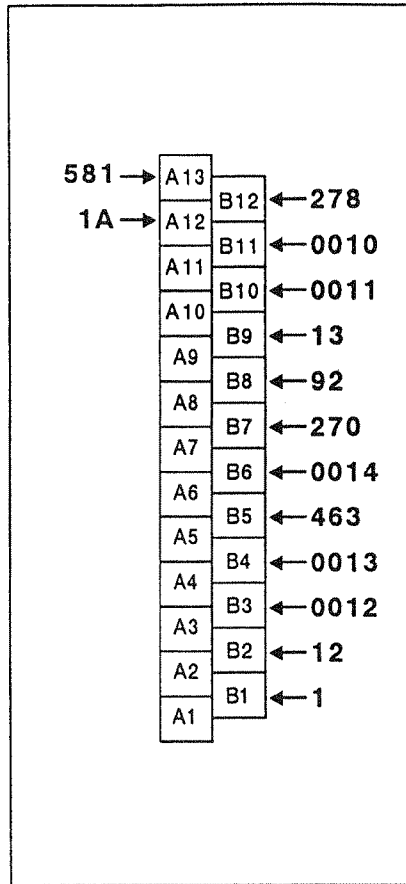 581 → A13
B12 ← 278
1A → A12
B11 ← 0010
A11
B10 ← 0011
A10
B9 ← 13
A9
B8 ← 92
A8
B7 ← 270
A7
B6 ← 0014
A6
B5 ← 463
A5
B4 ← 0013
A4
B3 ← 0012
A3
B2 ← 12
A2
B1 ← 1
A1